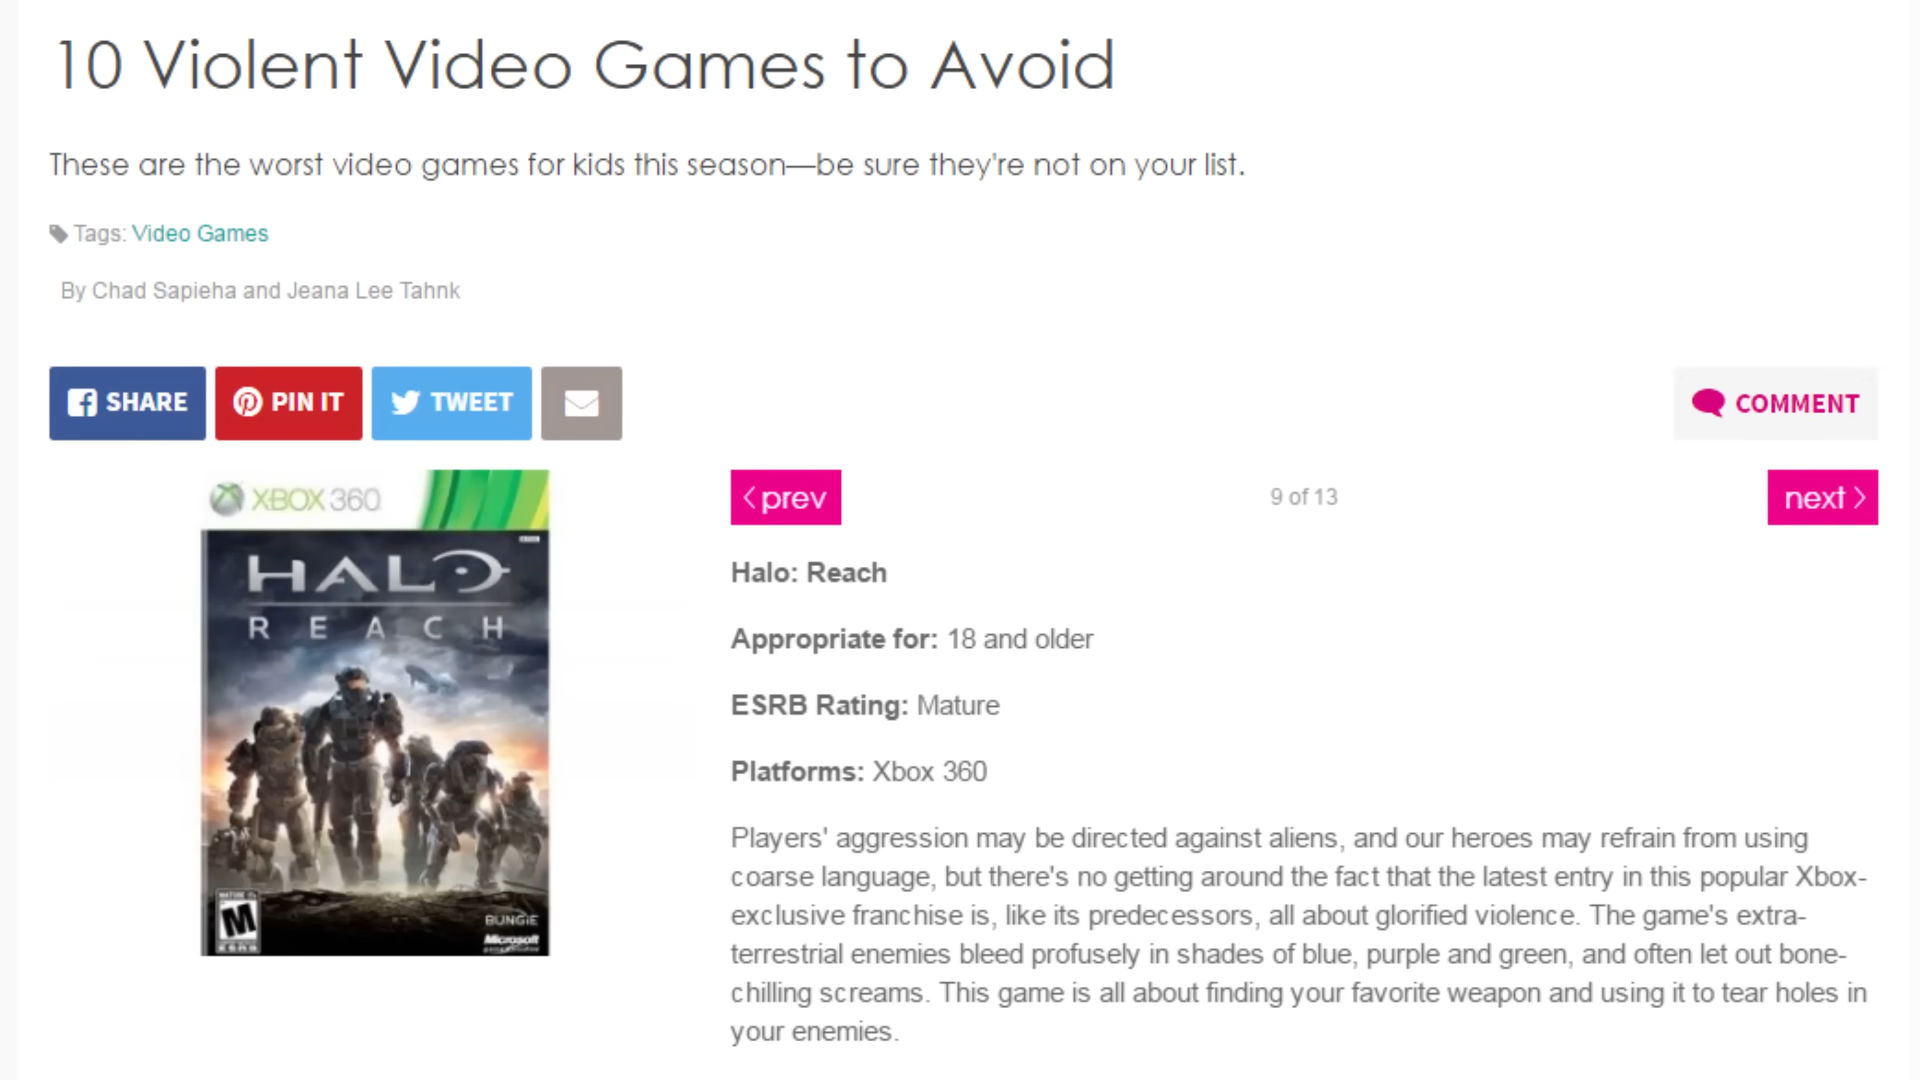 10 Violent Video Games to Avoid
These are the worst video games for kids this season—be sure they're not on your list.
Tags: Video Games
By Chad Sapieha and Jeana Lee Tahnk
SHARE
PIN IT
TWEET
COMMENT
XBOX 360
HALO
REACH
M
BUNGIE
Microsoft
prev
9 of 13
next
Halo: Reach
Appropriate for: 18 and older
ESRB Rating: Mature
Platforms: Xbox 360
Players' aggression may be directed against aliens, and our heroes may refrain from using
coarse language, but there's no getting around the fact that the latest entry in this popular Xbox-
exclusive franchise is, like its predecessors, all about glorified violence. The game's extra-
terrestrial enemies bleed profusely in shades of blue, purple and green, and often let out bone-
chilling screams. This game is all about finding your favorite weapon and using it to tear holes in
your enemies.